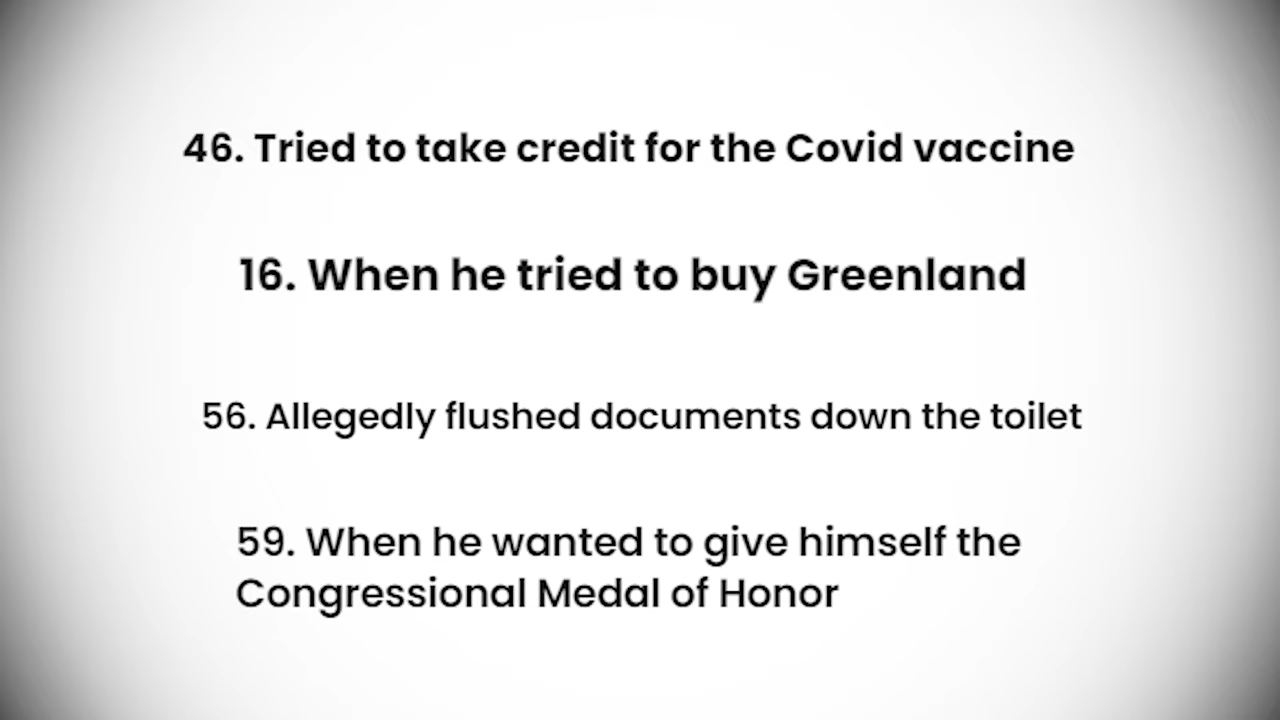 46. Tried to take credit for the Covid vaccine
16. When he tried to buy Greenland
56. Allegedly flushed documents down the toilet
59. When he wanted to give himself the
Congressional Medal of Honor